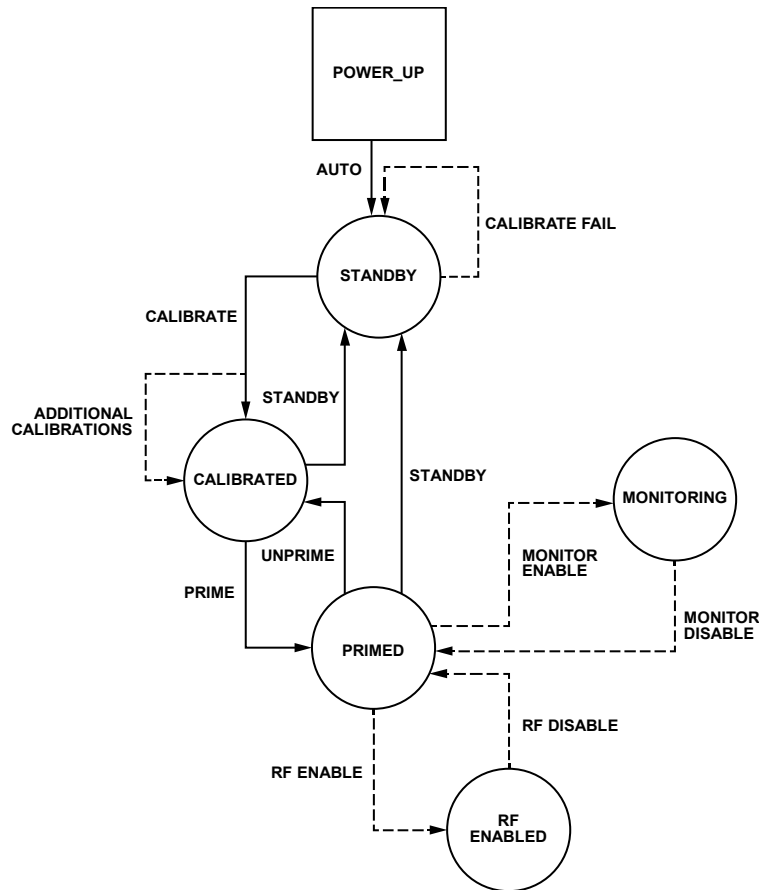 POWER_UP
AUTO
CALIBRATE FAIL
STANDBY
CALIBRATE
STANDBY
ADDITIONAL
CALIBRATIONS
CALIBRATED
STANDBY
MONITORING
UNPRIME
MONITOR
ENABLE
PRIME
MONITOR
DISABLE
PRIMED
RF DISABLE
RF ENABLE
RF
ENABLED